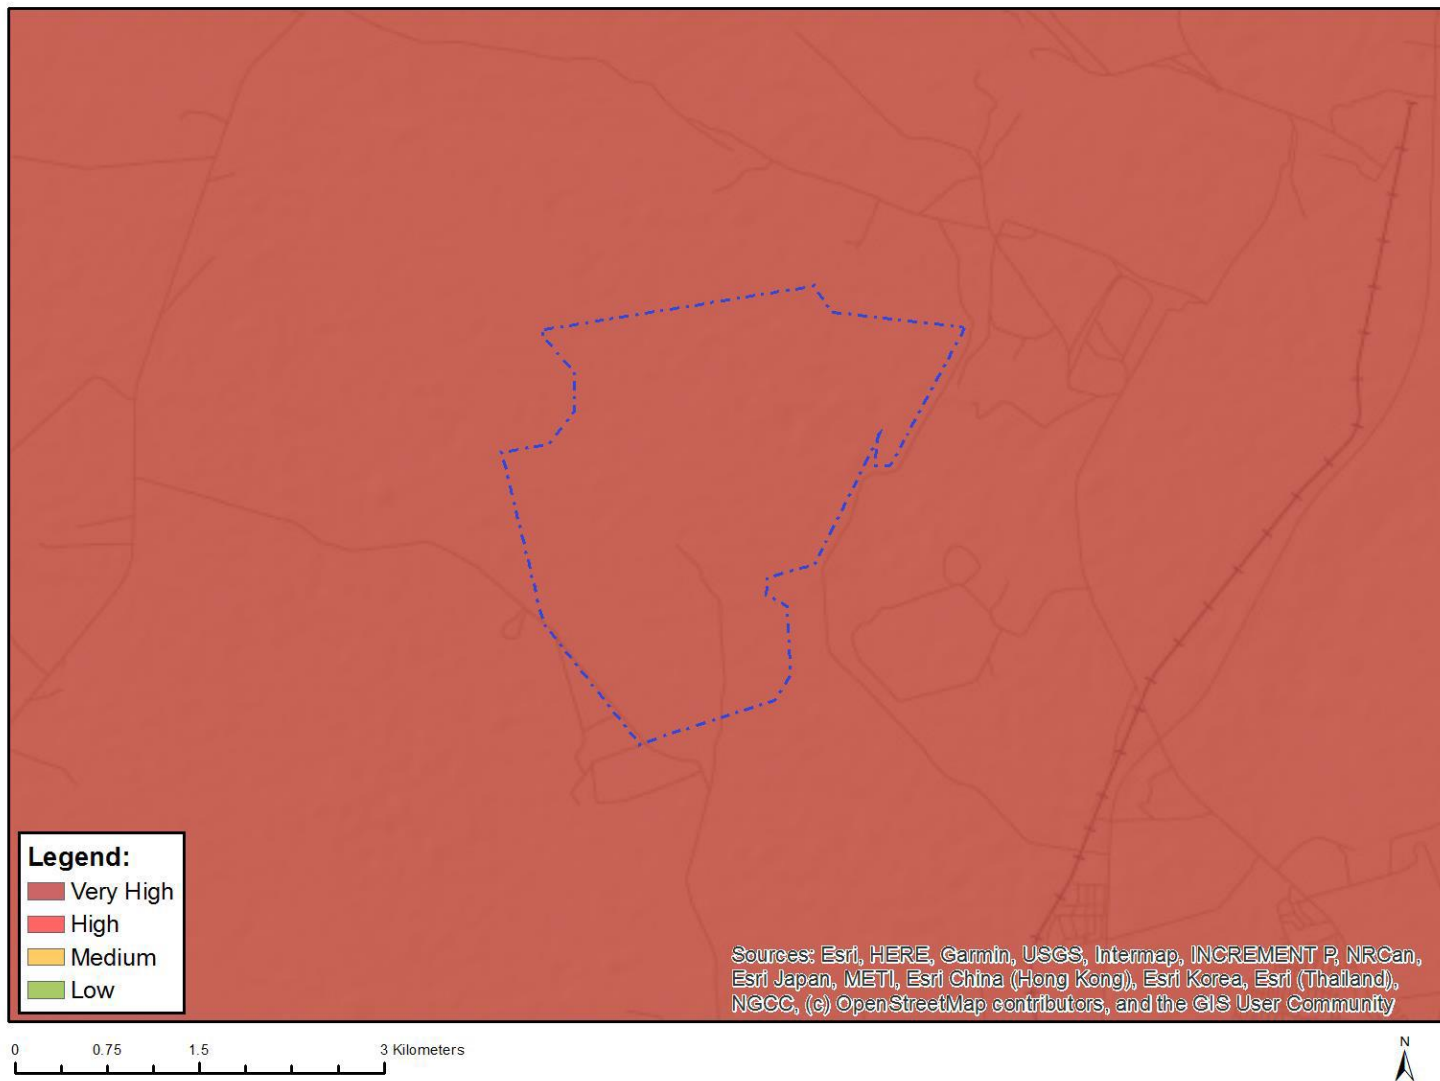 Legend:
Very High
High
Medium
Low
Sources: Esri, HERE, Garmin, USGS, Intermap, INCREMENT P, NRCan,
Esri Japan, METI, Esri China (Hong Kong), Esri Korea, Esri (Thailand),
NGCC, (c) OpenStreetMap contributors, and the GIS User Community
0 0.75 1.5 3 Kilometers
N